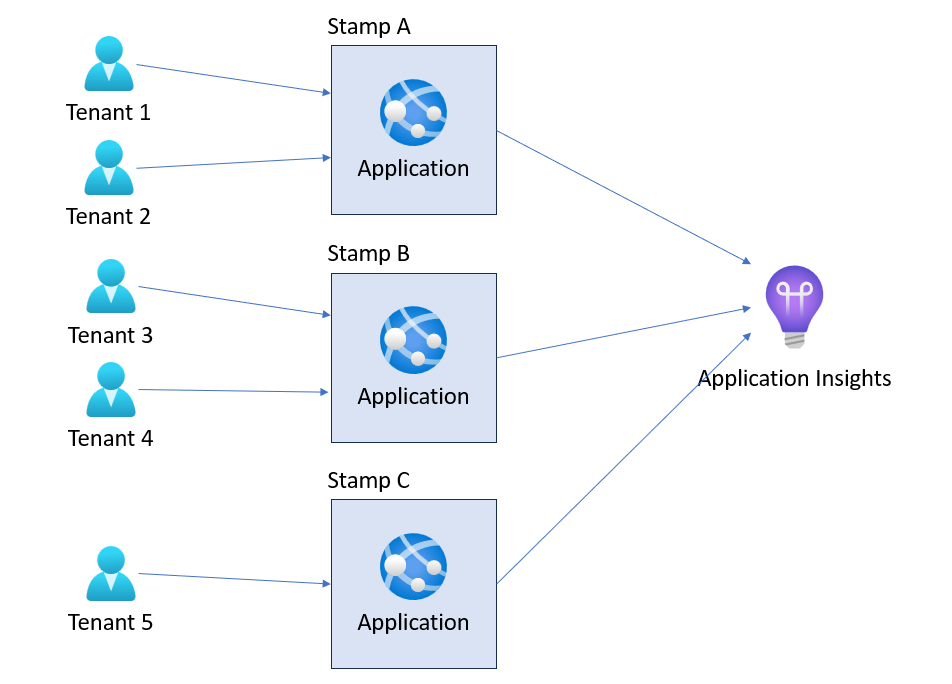 Stamp A
Tenant 1
Application
Tenant 2
Stamp B
Tenant 3
Application
Tenant 4
Application Insights
Stamp C
Application
Tenant 5